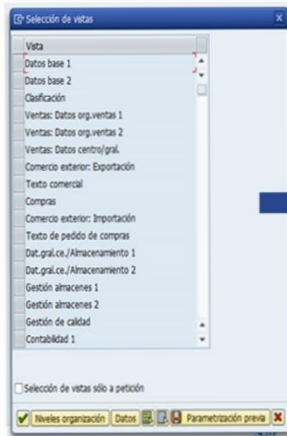 Selección de vistas
Vista
Datos base 1
Datos base 2
Clasificación
Ventas: Datos org.ventas 1
Ventas: Datos org.ventas 2
Ventas: Datos centro/gral.
Comercio exterior: Exportación
Texto comercial
Compras
Comercio exterior: Importación
Texto de pedido de compras
Dat.gral.ce./Almacenamiento 1
Dat.gral.ce./Almacenamiento 2
Gestión almacenes 1
Gestión almacenes 2
Gestión de calidad
Contabilidad 1
Selección de vistas sólo a petición
Niveles organización Datos Parametrización previa